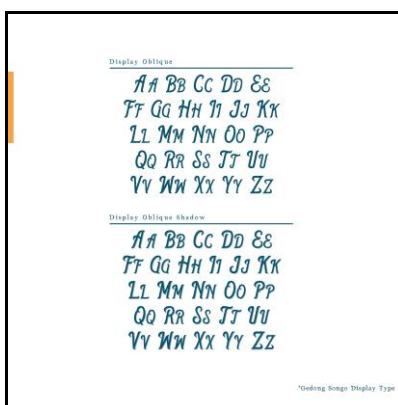 Display Oblique
Aa Bb Cc Dd Ee
Ff Gg Hh Ii Jj Kk
Ll Mm Nn Oo Pp
Qq Rr Ss Tt Uu
Vv Ww Xx Yy Zz
Display Oblique Shadow
Aa Bb Cc Dd Ee
Ff Gg Hh Ii Jj Kk
Ll Mm Nn Oo Pp
Qq Rr Ss Tt Uu
Vv Ww Xx Yy Zz
*Gedong Songo Display Type